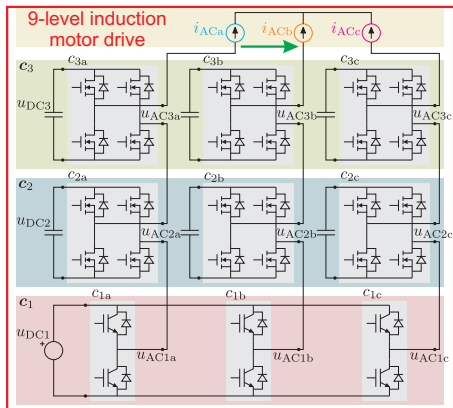 9-level induction
motor drive
iACa iACb iACc
c3 c3a c3b c3c
uDC3 uAC3a uAC3b uAC3c
c2 c2a c2b c2c
uDC2 uAC2a uAC2b uAC2c
c1 c1a c1b c1c
uDC1 + uAC1a uAC1b uAC1c